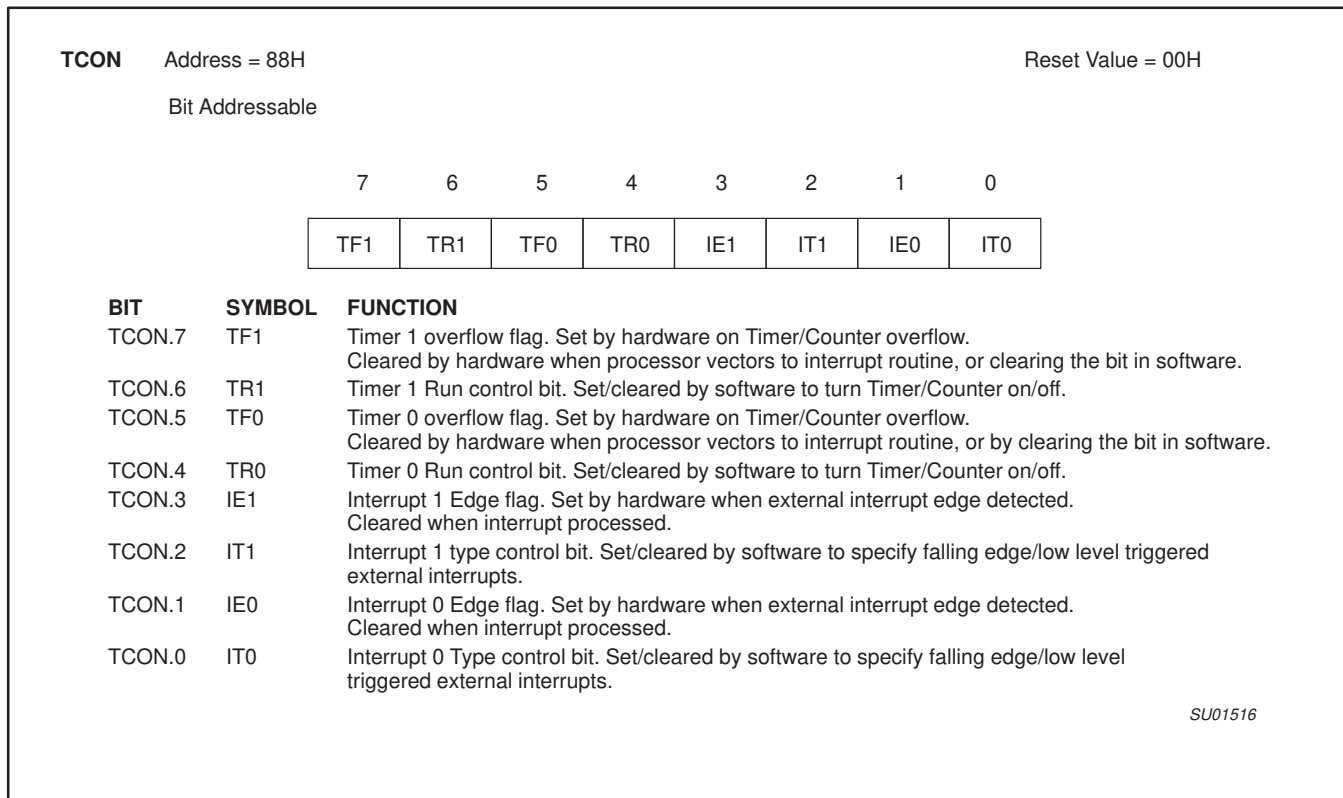 TCON Address = 88H Reset Value = 00H
Bit Addressable
7 6 5 4 3 2 1 0
TF1 TR1 TF0 TR0 IE1 IT1 IE0 IT0
BIT SYMBOL FUNCTION
TCON.7 TF1 Timer 1 overflow flag. Set by hardware on Timer/Counter overflow.
Cleared by hardware when processor vectors to interrupt routine, or clearing the bit in software.
TCON.6 TR1 Timer 1 Run control bit. Set/cleared by software to turn Timer/Counter on/off.
TCON.5 TF0 Timer 0 overflow flag. Set by hardware on Timer/Counter overflow.
Cleared by hardware when processor vectors to interrupt routine, or by clearing the bit in software.
TCON.4 TR0 Timer 0 Run control bit. Set/cleared by software to turn Timer/Counter on/off.
TCON.3 IE1 Interrupt 1 Edge flag. Set by hardware when external interrupt edge detected.
Cleared when interrupt processed.
TCON.2 IT1 Interrupt 1 type control bit. Set/cleared by software to specify falling edge/low level triggered
external interrupts.
TCON.1 IE0 Interrupt 0 Edge flag. Set by hardware when external interrupt edge detected.
Cleared when interrupt processed.
TCON.0 IT0 Interrupt 0 Type control bit. Set/cleared by software to specify falling edge/low level
triggered external interrupts.
SU01516